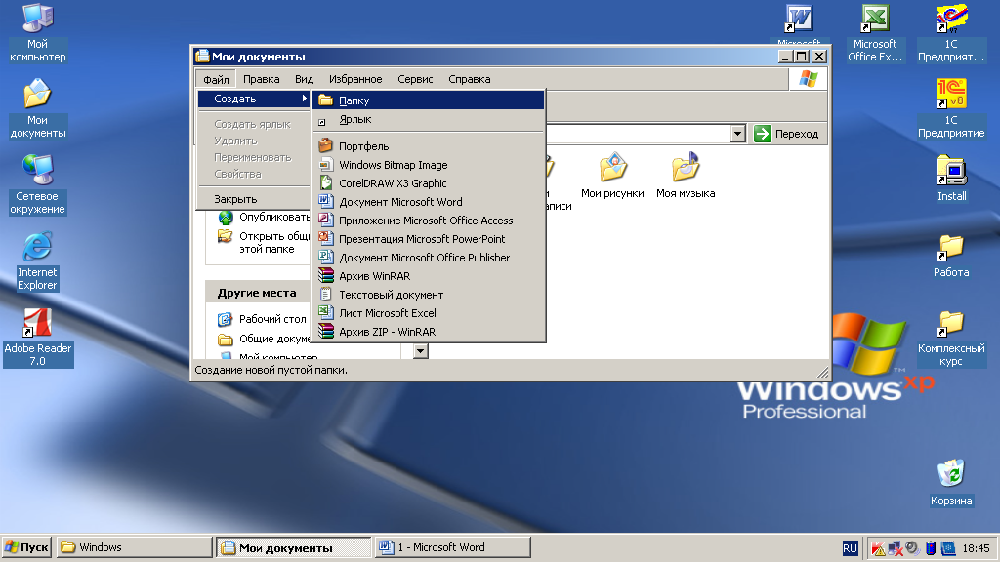 Мой
компьютер
Мои
документы
Сетевое
окружение
Internet
Explorer
Adobe Reader
7.0
Microsoft
Microsoft
Office Ex...
1С
Предприят...
1С
Предприятие
Install
Работа
Комплексный
курс
Корзина
Мои документы
Файл Правка Вид Избранное Сервис Справка
Переход
Создать
Создать ярлык
Удалить
Переименовать
Свойства
Закрыть
Папку
Ярлык
Портфель
Windows Bitmap Image
CorelDRAW X3 Graphic
Документ Microsoft Word
Приложение Microsoft Office Access
Презентация Microsoft PowerPoint
Документ Microsoft Office Publisher
Архив WinRAR
Текстовый документ
Лист Microsoft Excel
Архив ZIP - WinRAR
Опубликовать
Открыть общ
этой папке
Другие места
Рабочий стол
Общие докуме
Мой компьютер
Мои рисунки
Моя музыка
Создание новой пустой папки.
Windows xp
Professional
Пуск
Windows
Мои документы
1 - Microsoft Word
RU
18:45